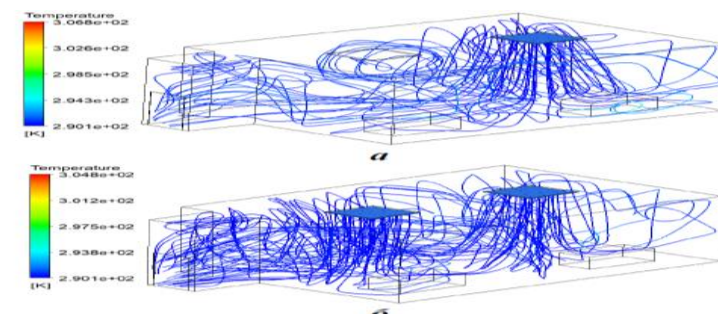 Temperature
3.068e+02
3.026e+02
2.985e+02
2.943e+02
2.901e+02
[K]
а
Temperature
3.048e+02
3.012e+02
2.975e+02
2.938e+02
2.901e+02
[K]
б